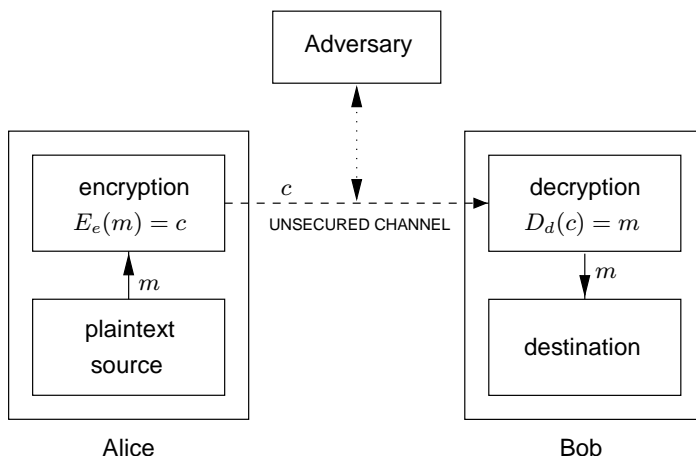 Adversary
encryption
E_e(m) = c
c
UNSECURED CHANNEL
decryption
D_d(c) = m
m
m
plaintext
source
destination
Alice
Bob